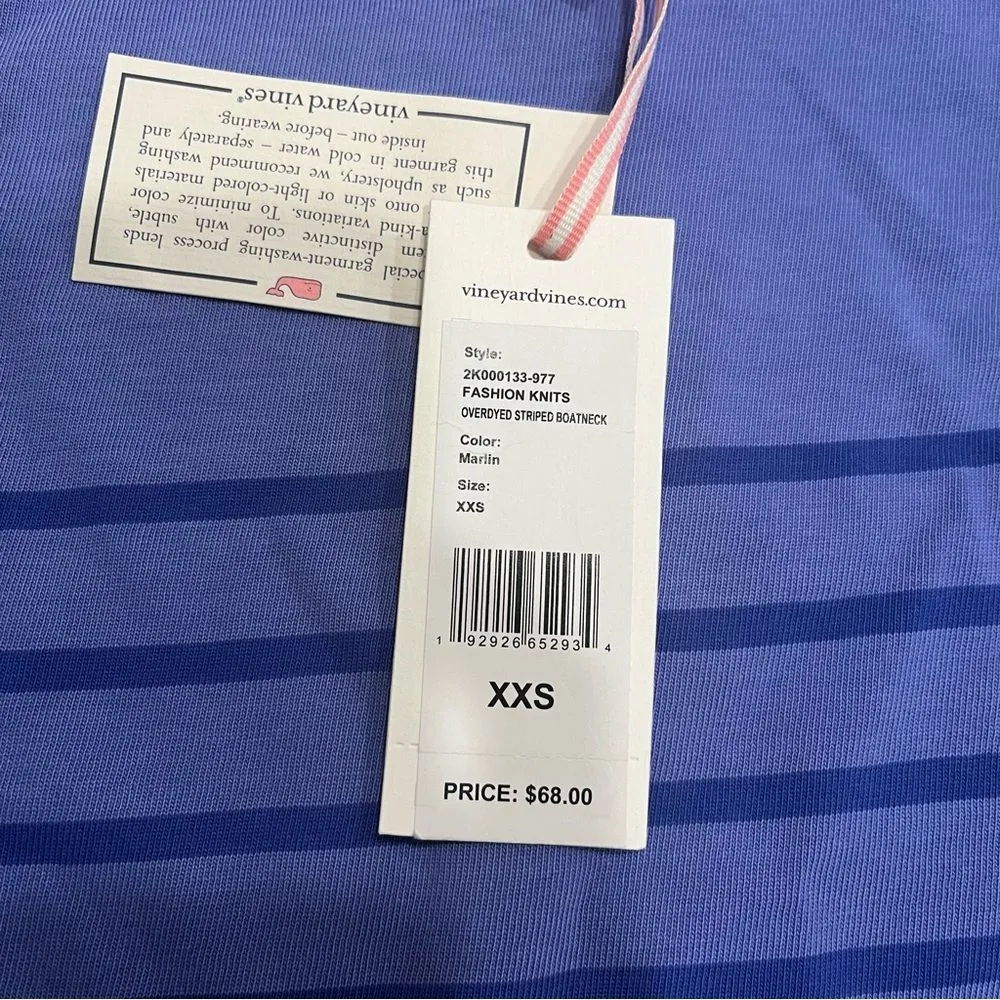 vineyardvines.com
Style:
2K000133-977
FASHION KNITS
OVERDYED STRIPED BOATNECK
Color:
Marlin
Size:
XXS
1 92926 65293 4
XXS
PRICE: $68.00
pecial garment-washing process lends
em distinctive color with subtle,
a-kind variations. To minimize color
onto skin or light-colored materials
such as upholstery, we recommend washing
this garment in cold water – separately and
inside out – before wearing.
vineyard vines®